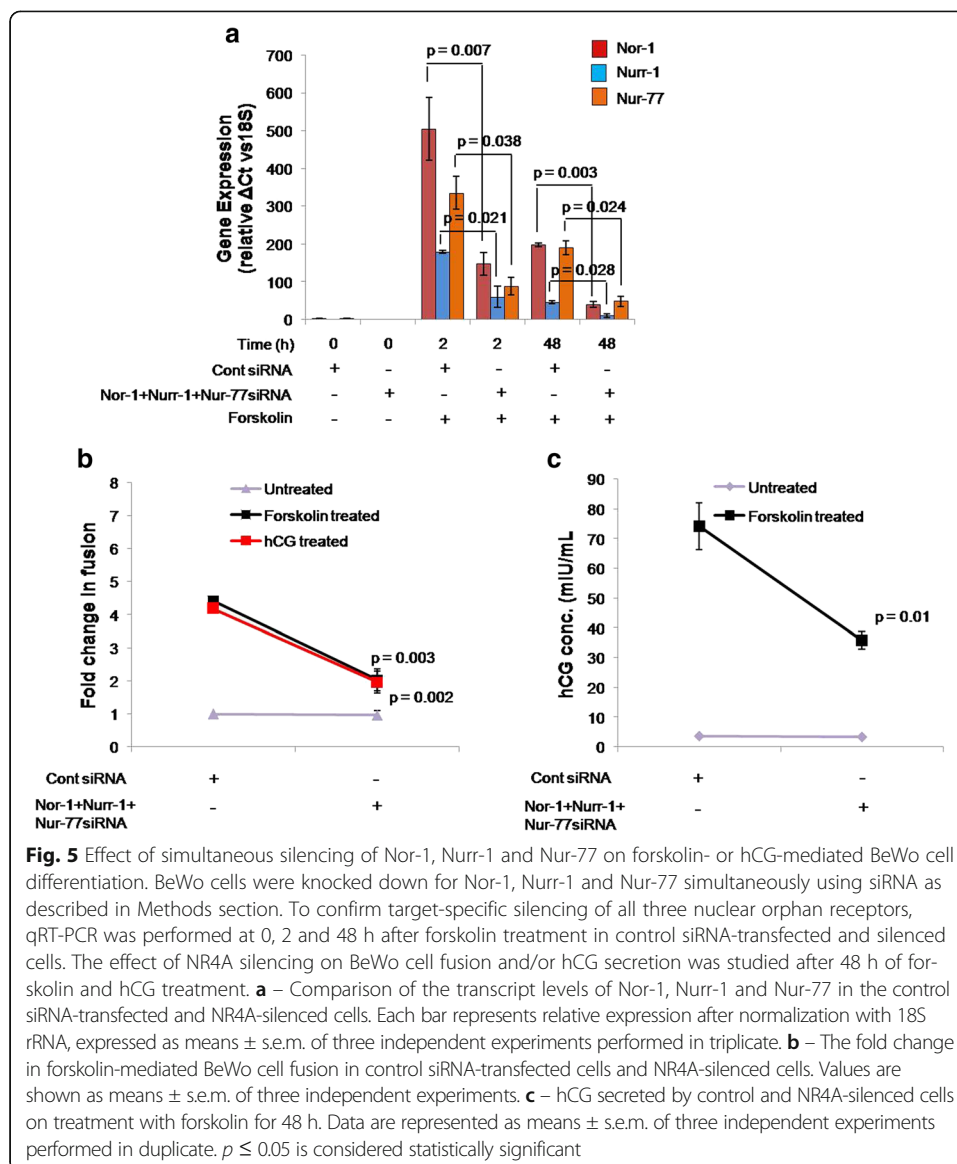 a
Nor-1
Nurr-1
Nur-77
700
600
500
400
300
200
100
0
Gene Expression
(relative ΔCt vs18S)
p = 0.007
p = 0.038
p = 0.021
p = 0.003
p = 0.024
p = 0.028
Time (h) 0 0 2 2 48 48
Cont siRNA + - + - + -
Nor-1+Nurr-1+Nur-77siRNA - + - + - +
Forskolin - - + + + +
b
8
7
6
5
4
3
2
1
0
Fold change in fusion
Untreated
Forskolin treated
hCG treated
p = 0.003
p = 0.002
Cont siRNA + -
Nor-1+Nurr-1+ - +
Nur-77siRNA
c
90
80
70
60
50
40
30
20
10
0
hCG conc. (mIU/mL)
Untreated
Forskolin treated
p = 0.01
Cont siRNA + -
Nor-1+Nurr-1+ - +
Nur-77siRNA
Fig. 5 Effect of simultaneous silencing of Nor-1, Nurr-1 and Nur-77 on forskolin- or hCG-mediated BeWo cell
differentiation. BeWo cells were knocked down for Nor-1, Nurr-1 and Nur-77 simultaneously using siRNA as
described in Methods section. To confirm target-specific silencing of all three nuclear orphan receptors,
qRT-PCR was performed at 0, 2 and 48 h after forskolin treatment in control siRNA-transfected and silenced
cells. The effect of NR4A silencing on BeWo cell fusion and/or hCG secretion was studied after 48 h of for-
skolin and hCG treatment. a – Comparison of the transcript levels of Nor-1, Nurr-1 and Nur-77 in the control
siRNA-transfected and NR4A-silenced cells. Each bar represents relative expression after normalization with 18S
rRNA, expressed as means ± s.e.m. of three independent experiments performed in triplicate. b – The fold change
in forskolin-mediated BeWo cell fusion in control siRNA-transfected cells and NR4A-silenced cells. Values are
shown as means ± s.e.m. of three independent experiments. c – hCG secreted by control and NR4A-silenced cells
on treatment with forskolin for 48 h. Data are represented as means ± s.e.m. of three independent experiments
performed in duplicate. p ≤ 0.05 is considered statistically significant